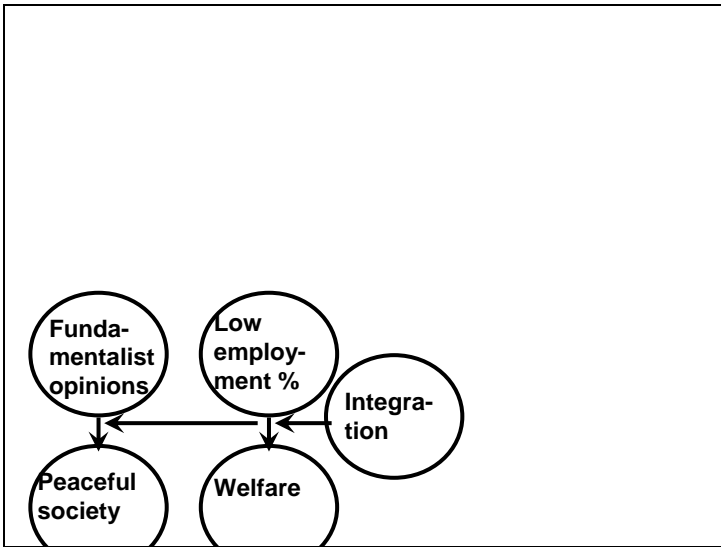 Funda-
mentalist
opinions
Low
employ-
ment %
Integra-
tion
Peaceful
society
Welfare